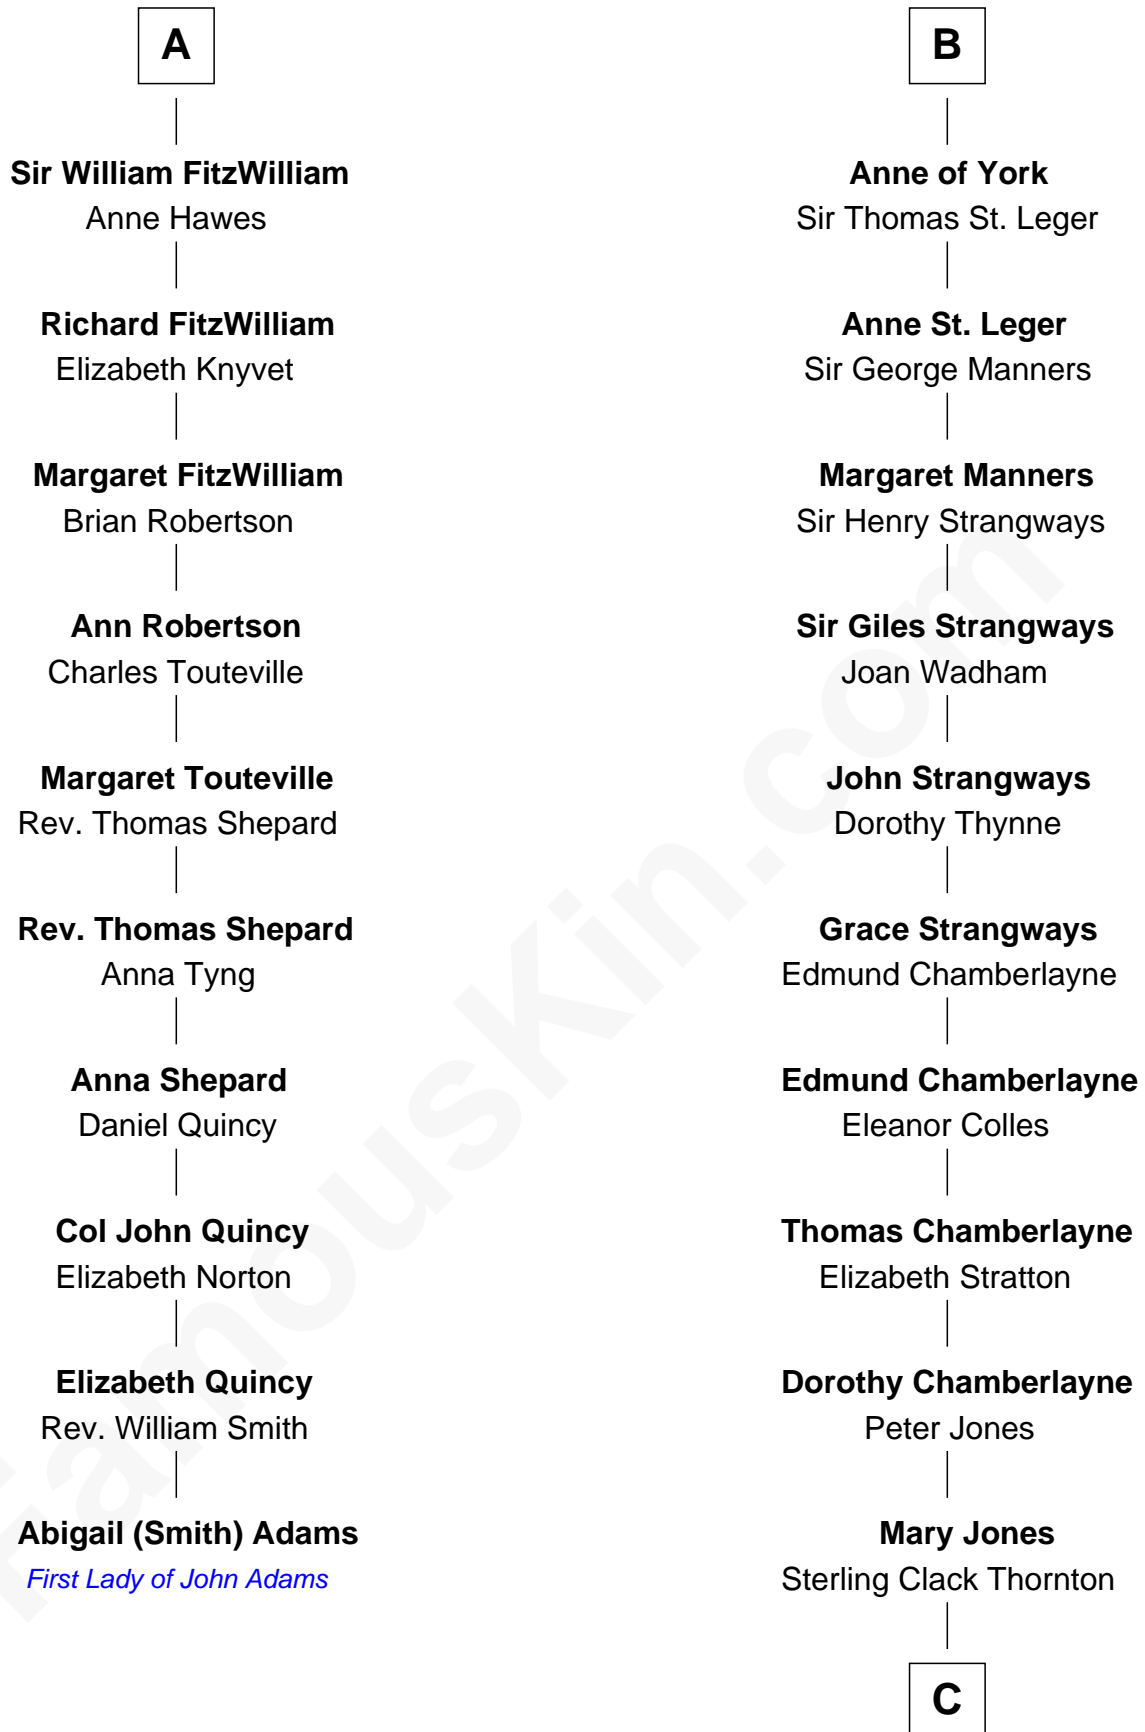 A
Sir William FitzWilliam
Anne Hawes
Richard FitzWilliam
Elizabeth Knyvet
Margaret FitzWilliam
Brian Robertson
Ann Robertson
Charles Touteville
Margaret Touteville
Rev. Thomas Shepard
Rev. Thomas Shepard
Anna Tyng
Anna Shepard
Daniel Quincy
Col John Quincy
Elizabeth Norton
Elizabeth Quincy
Rev. William Smith
Abigail (Smith) Adams
First Lady of John Adams
B
Anne of York
Sir Thomas St. Leger
Anne St. Leger
Sir George Manners
Margaret Manners
Sir Henry Strangways
Sir Giles Strangways
Joan Wadham
John Strangways
Dorothy Thynne
Grace Strangways
Edmund Chamberlayne
Edmund Chamberlayne
Eleanor Colles
Thomas Chamberlayne
Elizabeth Stratton
Dorothy Chamberlayne
Peter Jones
Mary Jones
Sterling Clack Thornton
C
FamousKin.com